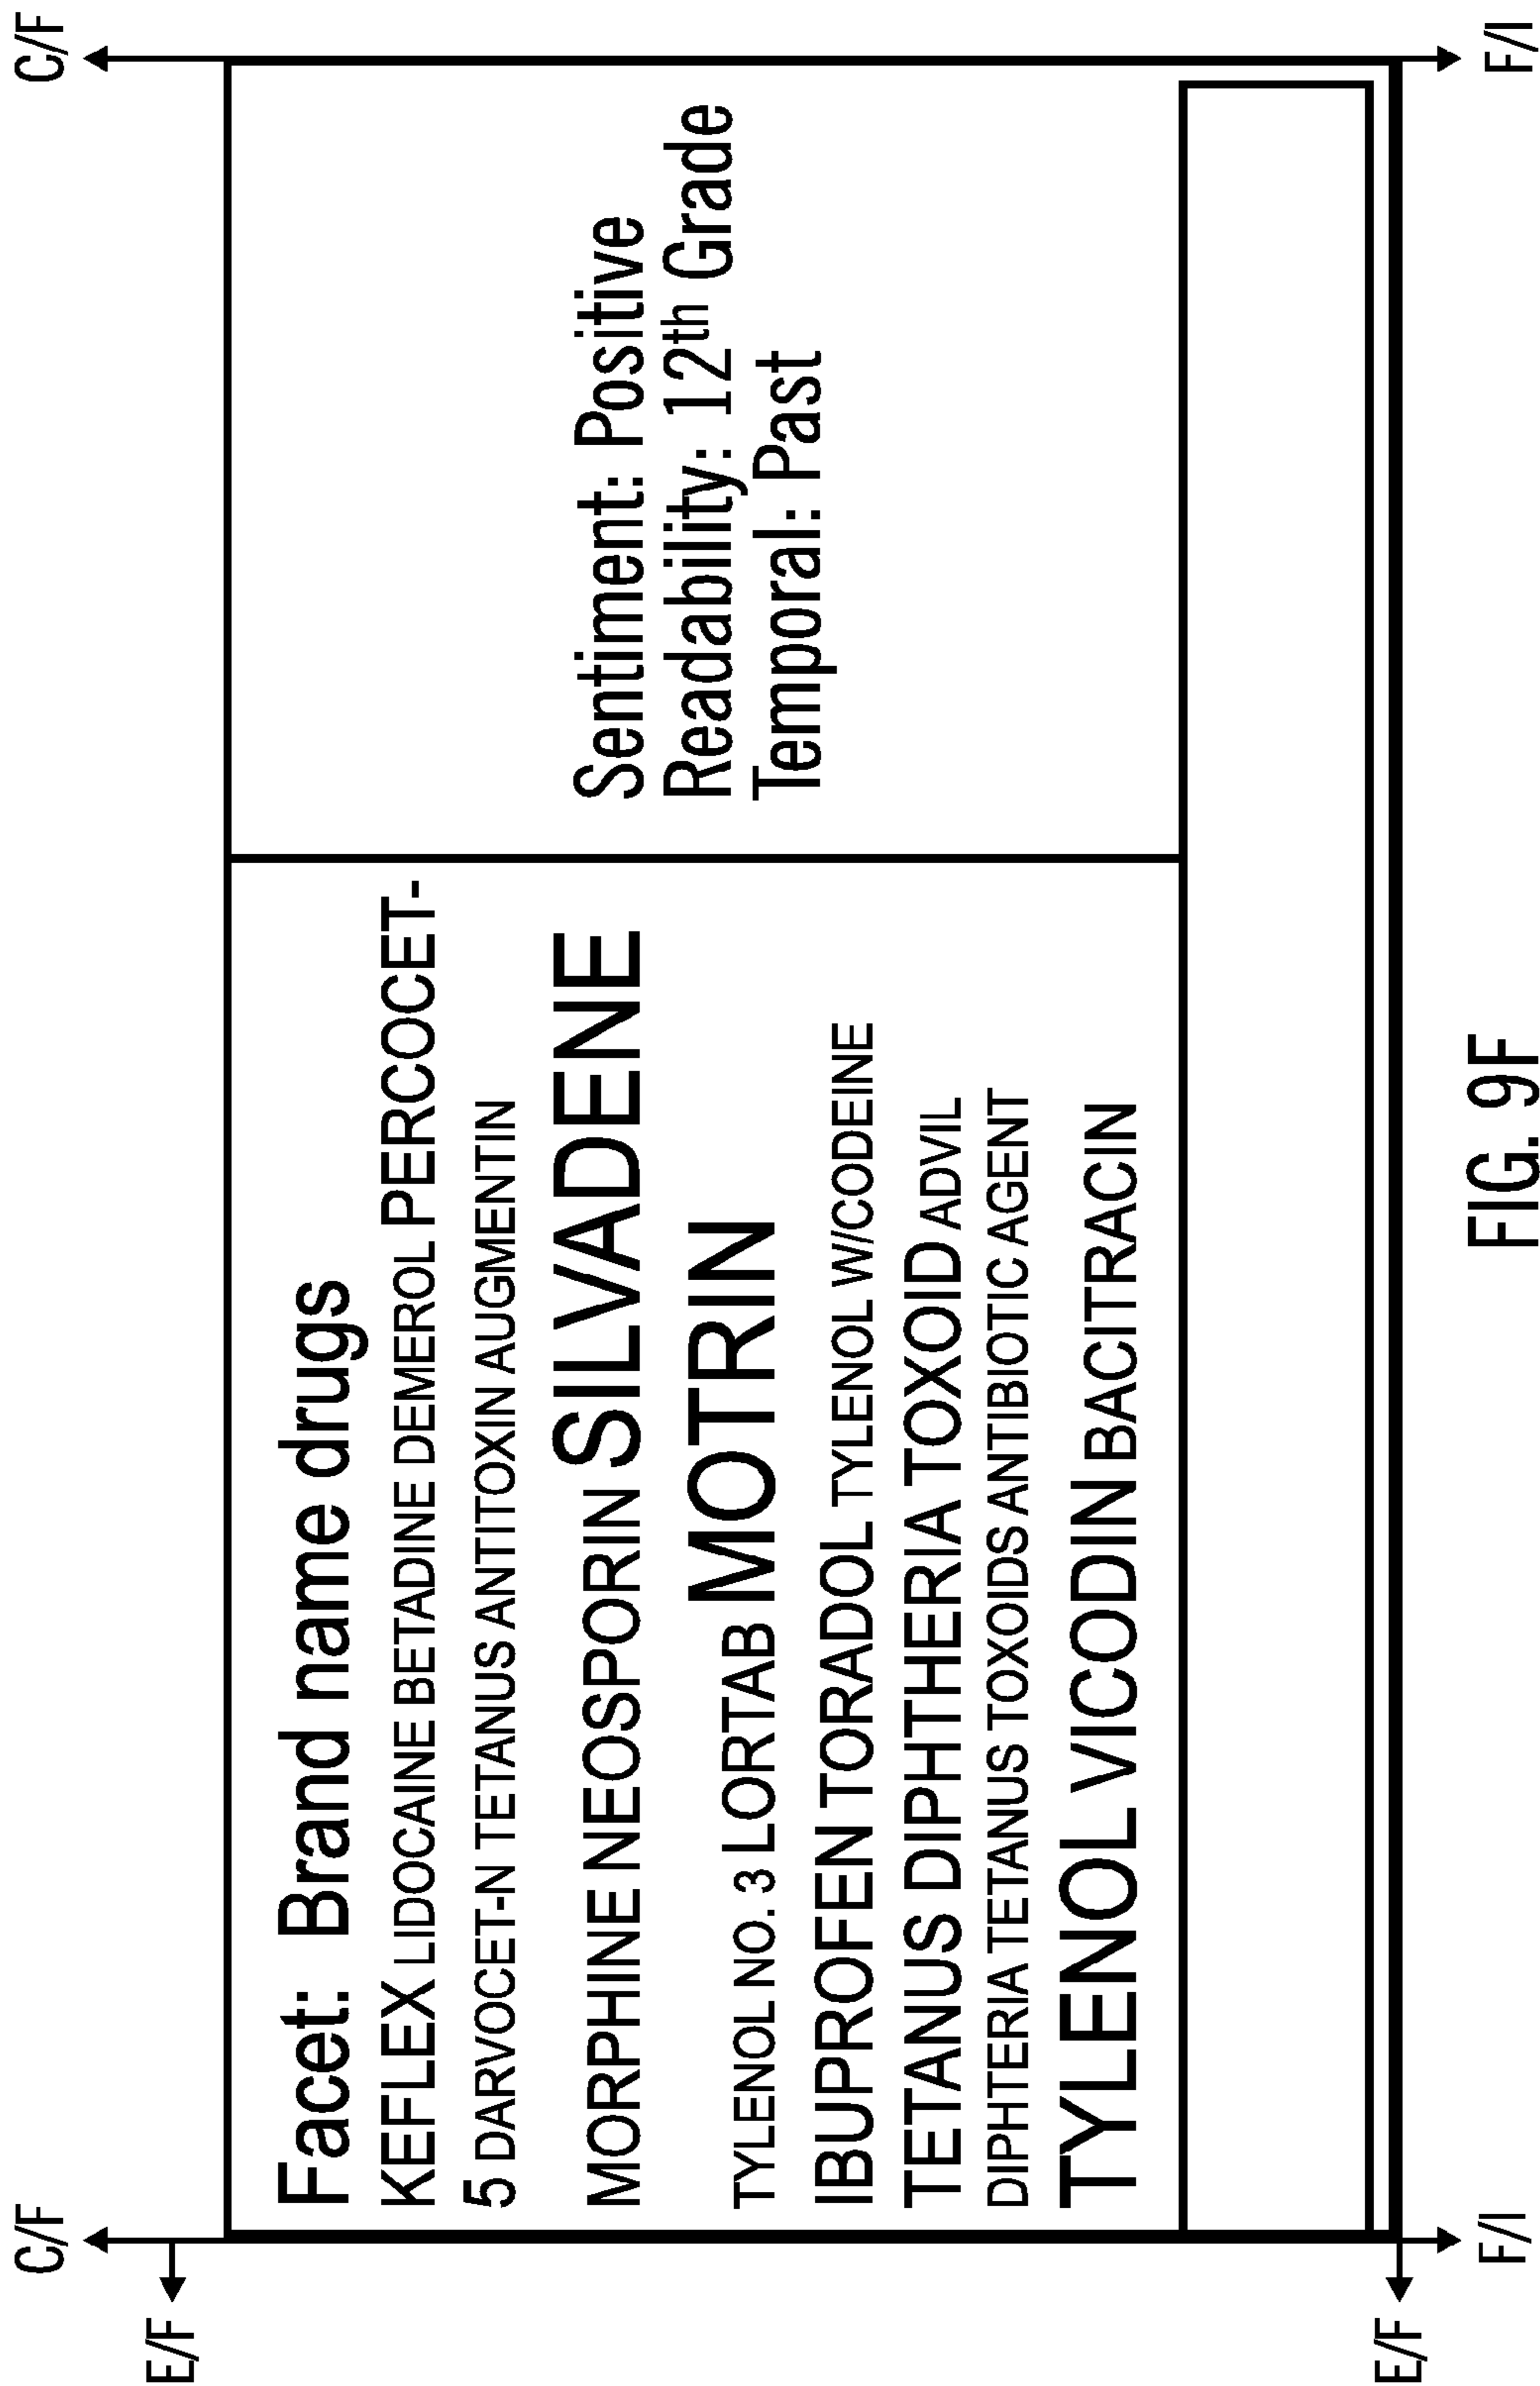 C/F
C/F
E/F
Facet: Brand name drugs
KEFLEX LIDOCAINE BETADINE DEMEROL PERCOCET-
5 DARVOCET-N TETANUS ANTITOXIN AUGMENTIN
MORPHINE NEOSPORIN SILVADENE
TYLENOL NO. 3 LORTAB MOTRIN
IBUPROFEN TORADOL TYLENOL W/CODEINE
TETANUS DIPHTHERIA TOXOID ADVIL
DIPHTERIA TETANUS TOXOIDS ANTIBIOTIC AGENT
TYLENOL VICODIN BACITRACIN
Sentiment: Positive
Readability: 12th Grade
Temporal: Past
E/F
F/I
F/I
FIG. 9F